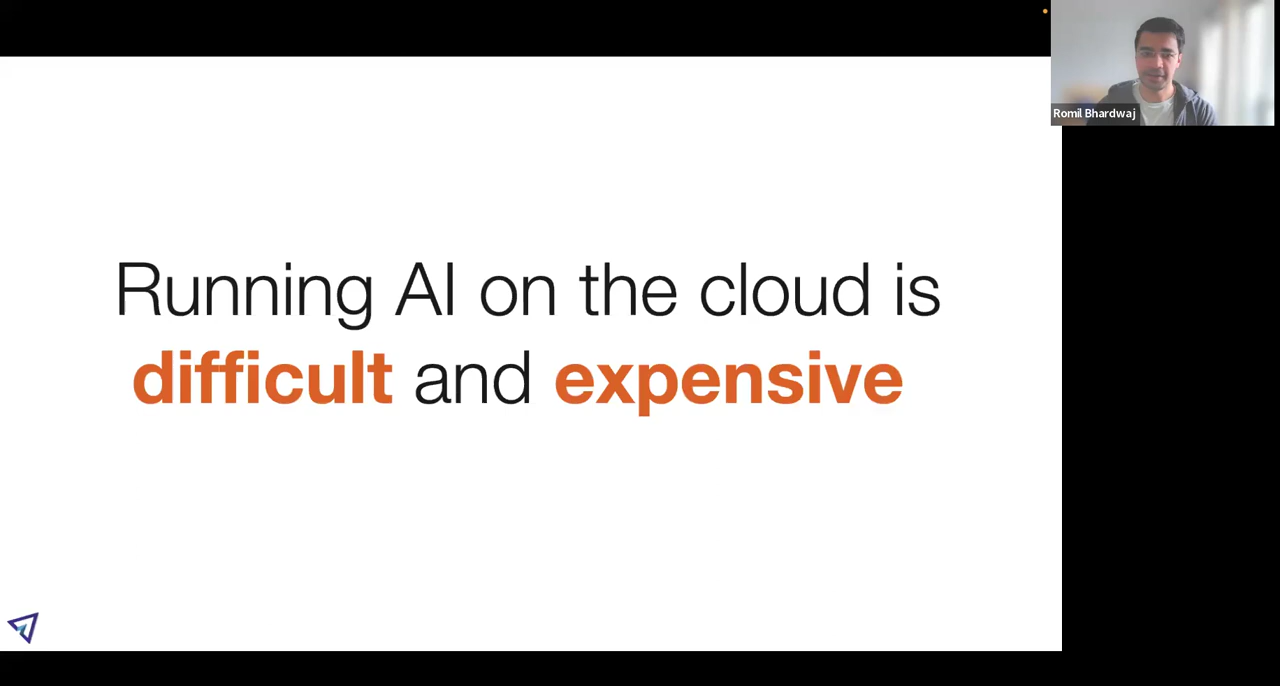 Romil Bhardwaj
Running AI on the cloud is
difficult and expensive